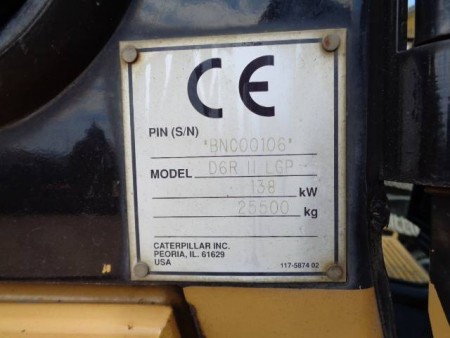 CE
PIN (S/N) *BNC00106*
MODEL D6R II LGP
138 kW
25500 kg
CATERPILLAR INC.
PEORIA, IL. 61629
USA 117-5874 02